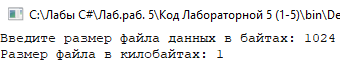 C:\Лабы C#\Лаб.раб. 5\Код Лабораторной 5 (1-5)\bin\De
Введите размер файла данных в байтах: 1024
Размер файла в килобайтах: 1